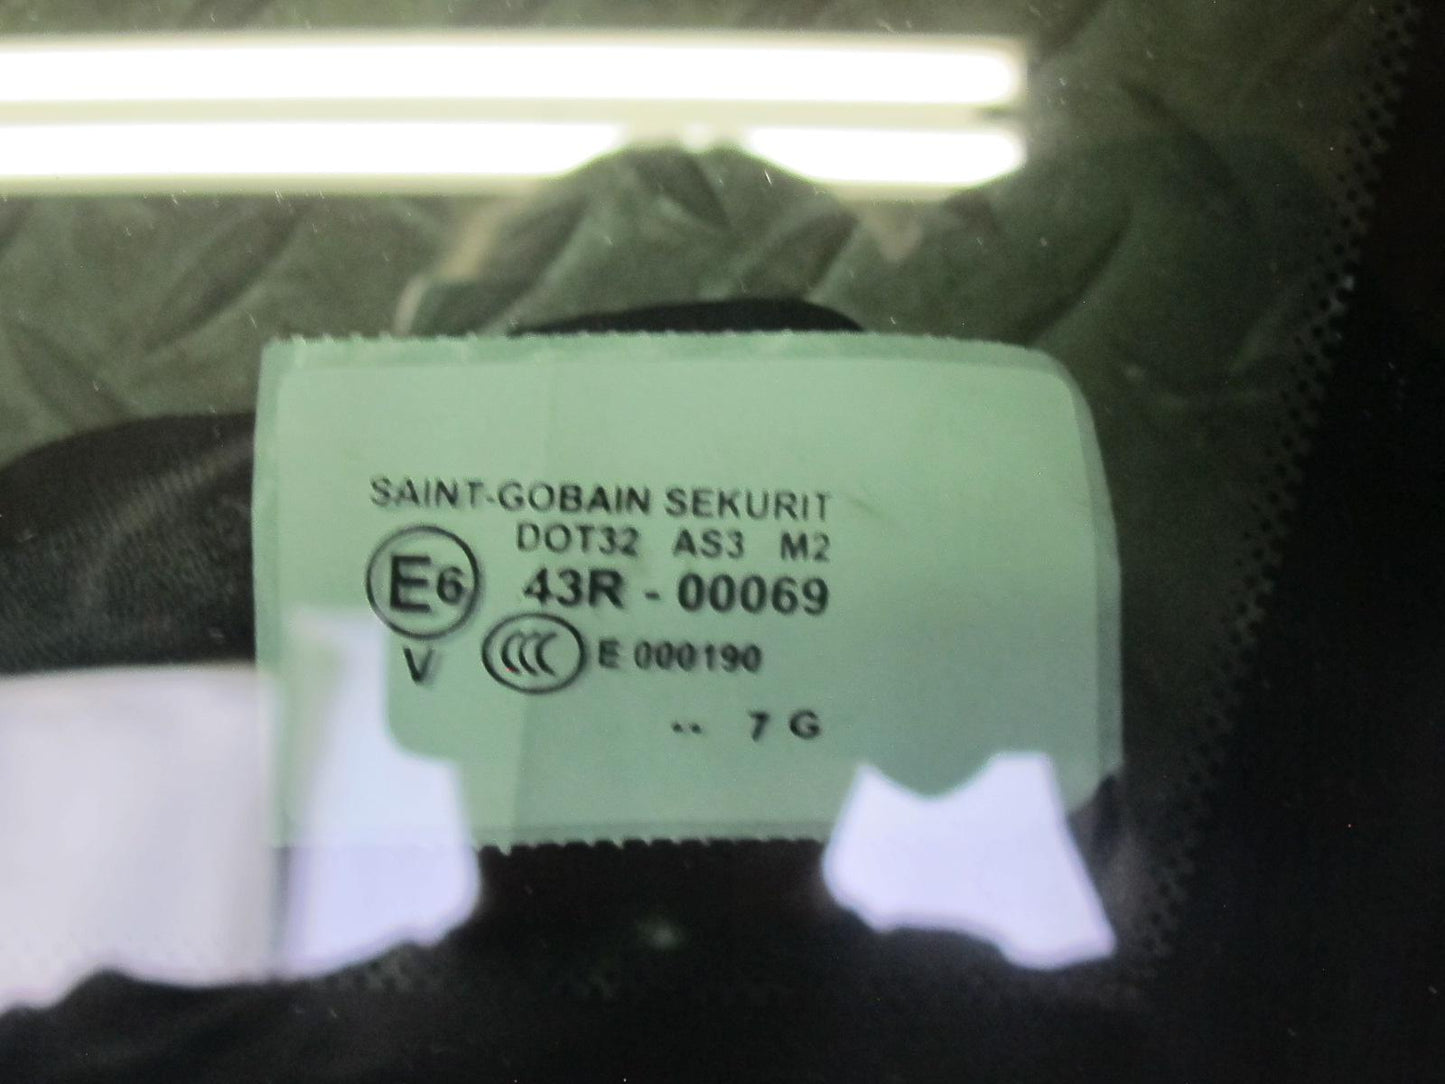 SAINT-GOBAIN SEKURIT
DOT32 AS3 M2
E6 43R - 00069
V CCC E 000190
.. 7 G